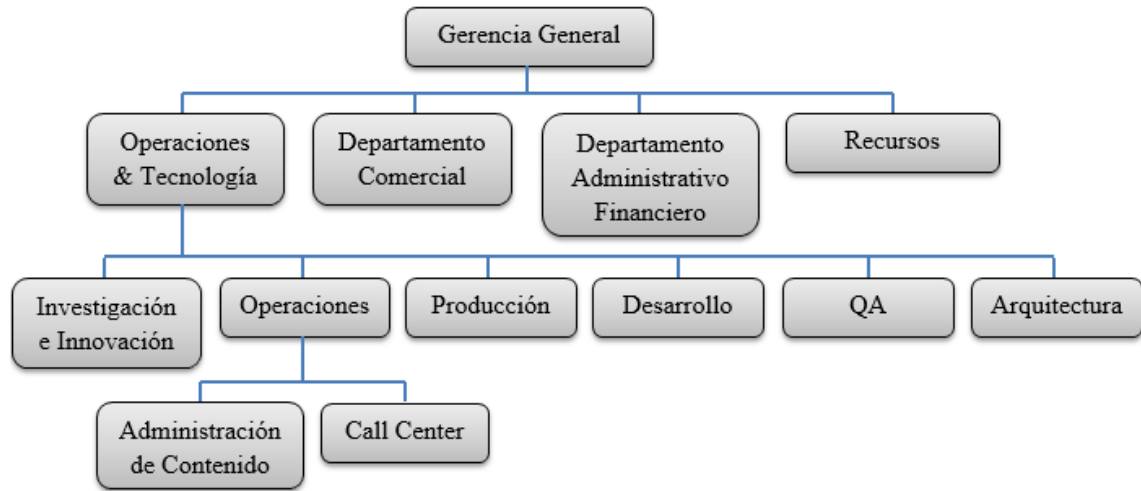 Gerencia General
Operaciones
& Tecnología
Departamento
Comercial
Departamento
Administrativo
Financiero
Recursos
Investigación
e Innovación
Operaciones
Producción
Desarrollo
QA
Arquitectura
Administración
de Contenido
Call Center